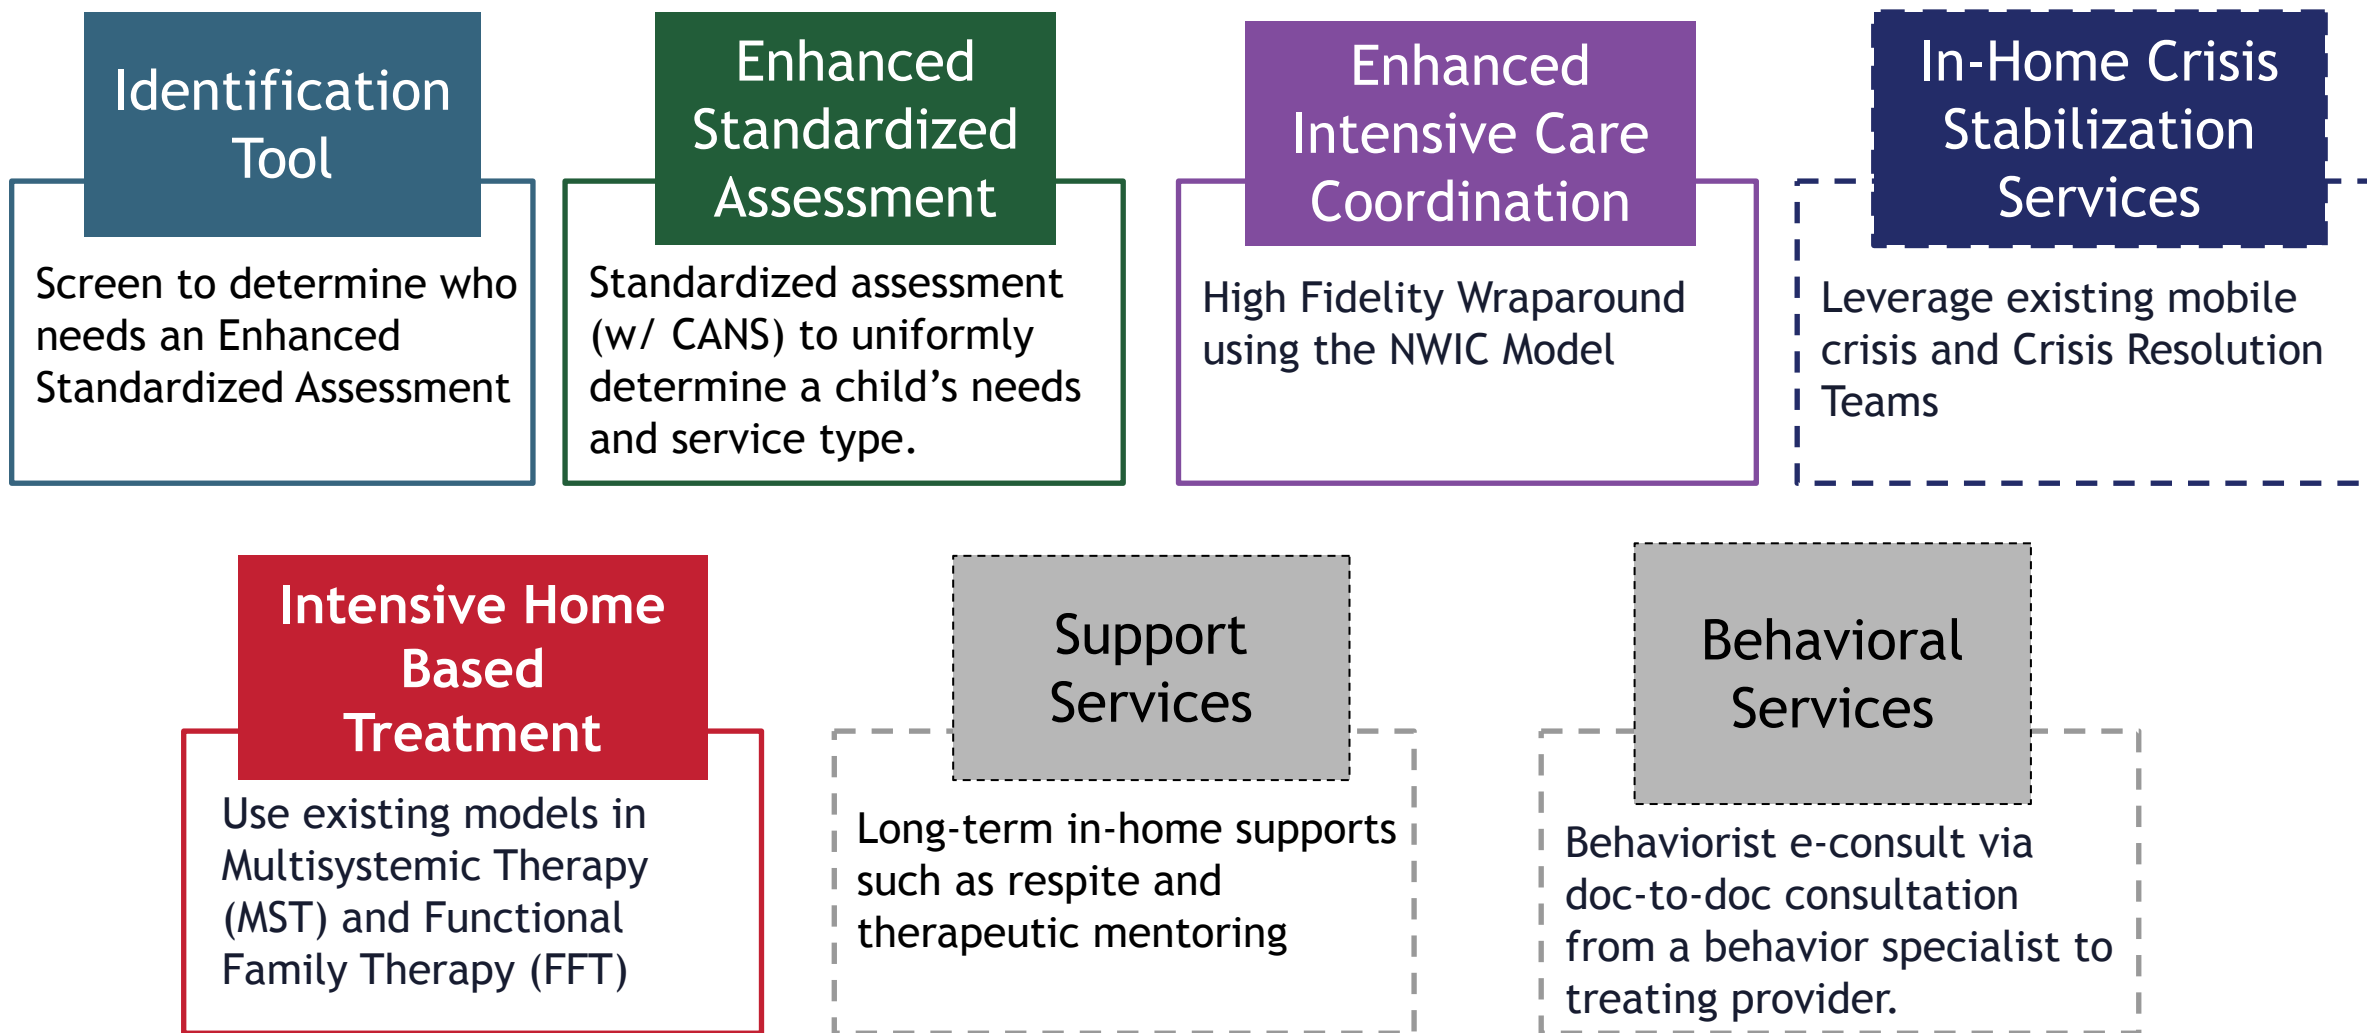 Identification
Tool
Screen to determine who
needs an Enhanced
Standardized Assessment
Enhanced
Standardized
Assessment
Standardized assessment
(w/ CANS) to uniformly
determine a child’s needs
and service type.
Enhanced
Intensive Care
Coordination
High Fidelity Wraparound
using the NWIC Model
In-Home Crisis
Stabilization
Services
Leverage existing mobile
crisis and Crisis Resolution
Teams
Intensive Home
Based
Treatment
Use existing models in
Multisystemic Therapy
(MST) and Functional
Family Therapy (FFT)
Support
Services
Long-term in-home supports
such as respite and
therapeutic mentoring
Behavioral
Services
Behaviorist e-consult via
doc-to-doc consultation
from a behavior specialist to
treating provider.